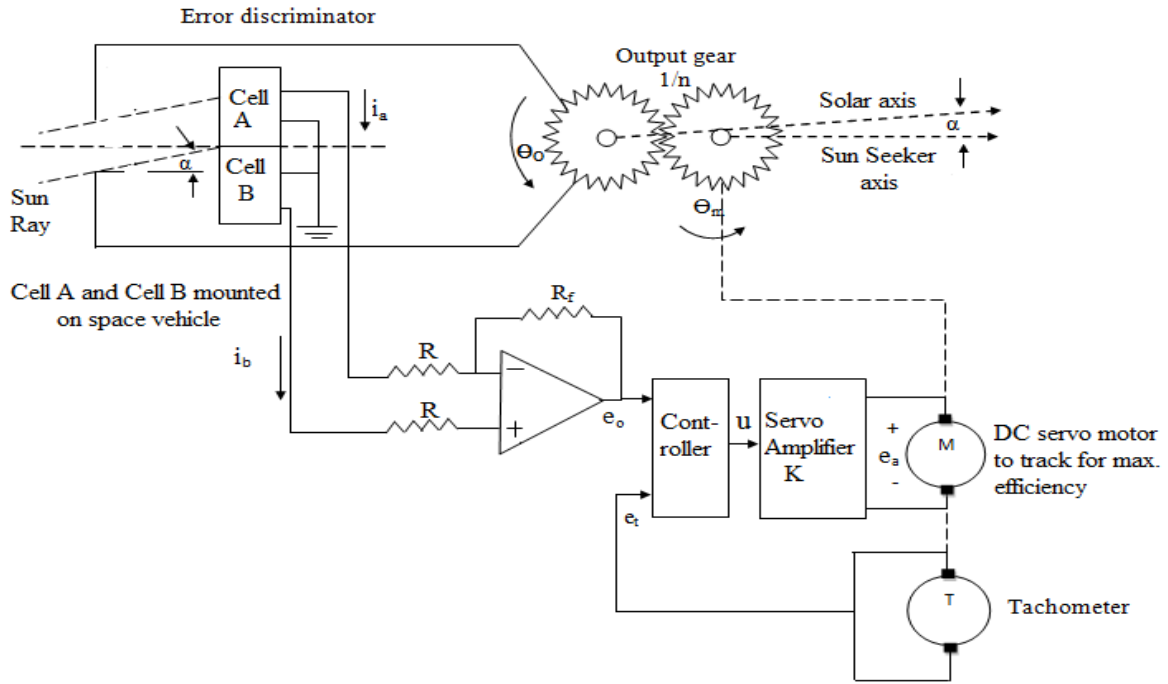 Error discriminator
Output gear
1/n
Cell
A
i_a
Solar axis
α
Sun Seeker
axis
Θ_O
α
Cell
B
Sun
Ray
Θ_m
Cell A and Cell B mounted
on space vehicle
R_f
i_b
R
−
R
+
e_o
Cont-
roller
u
Servo
Amplifier
K
+
e_a
-
M
DC servo motor
to track for max.
efficiency
e_t
T
Tachometer